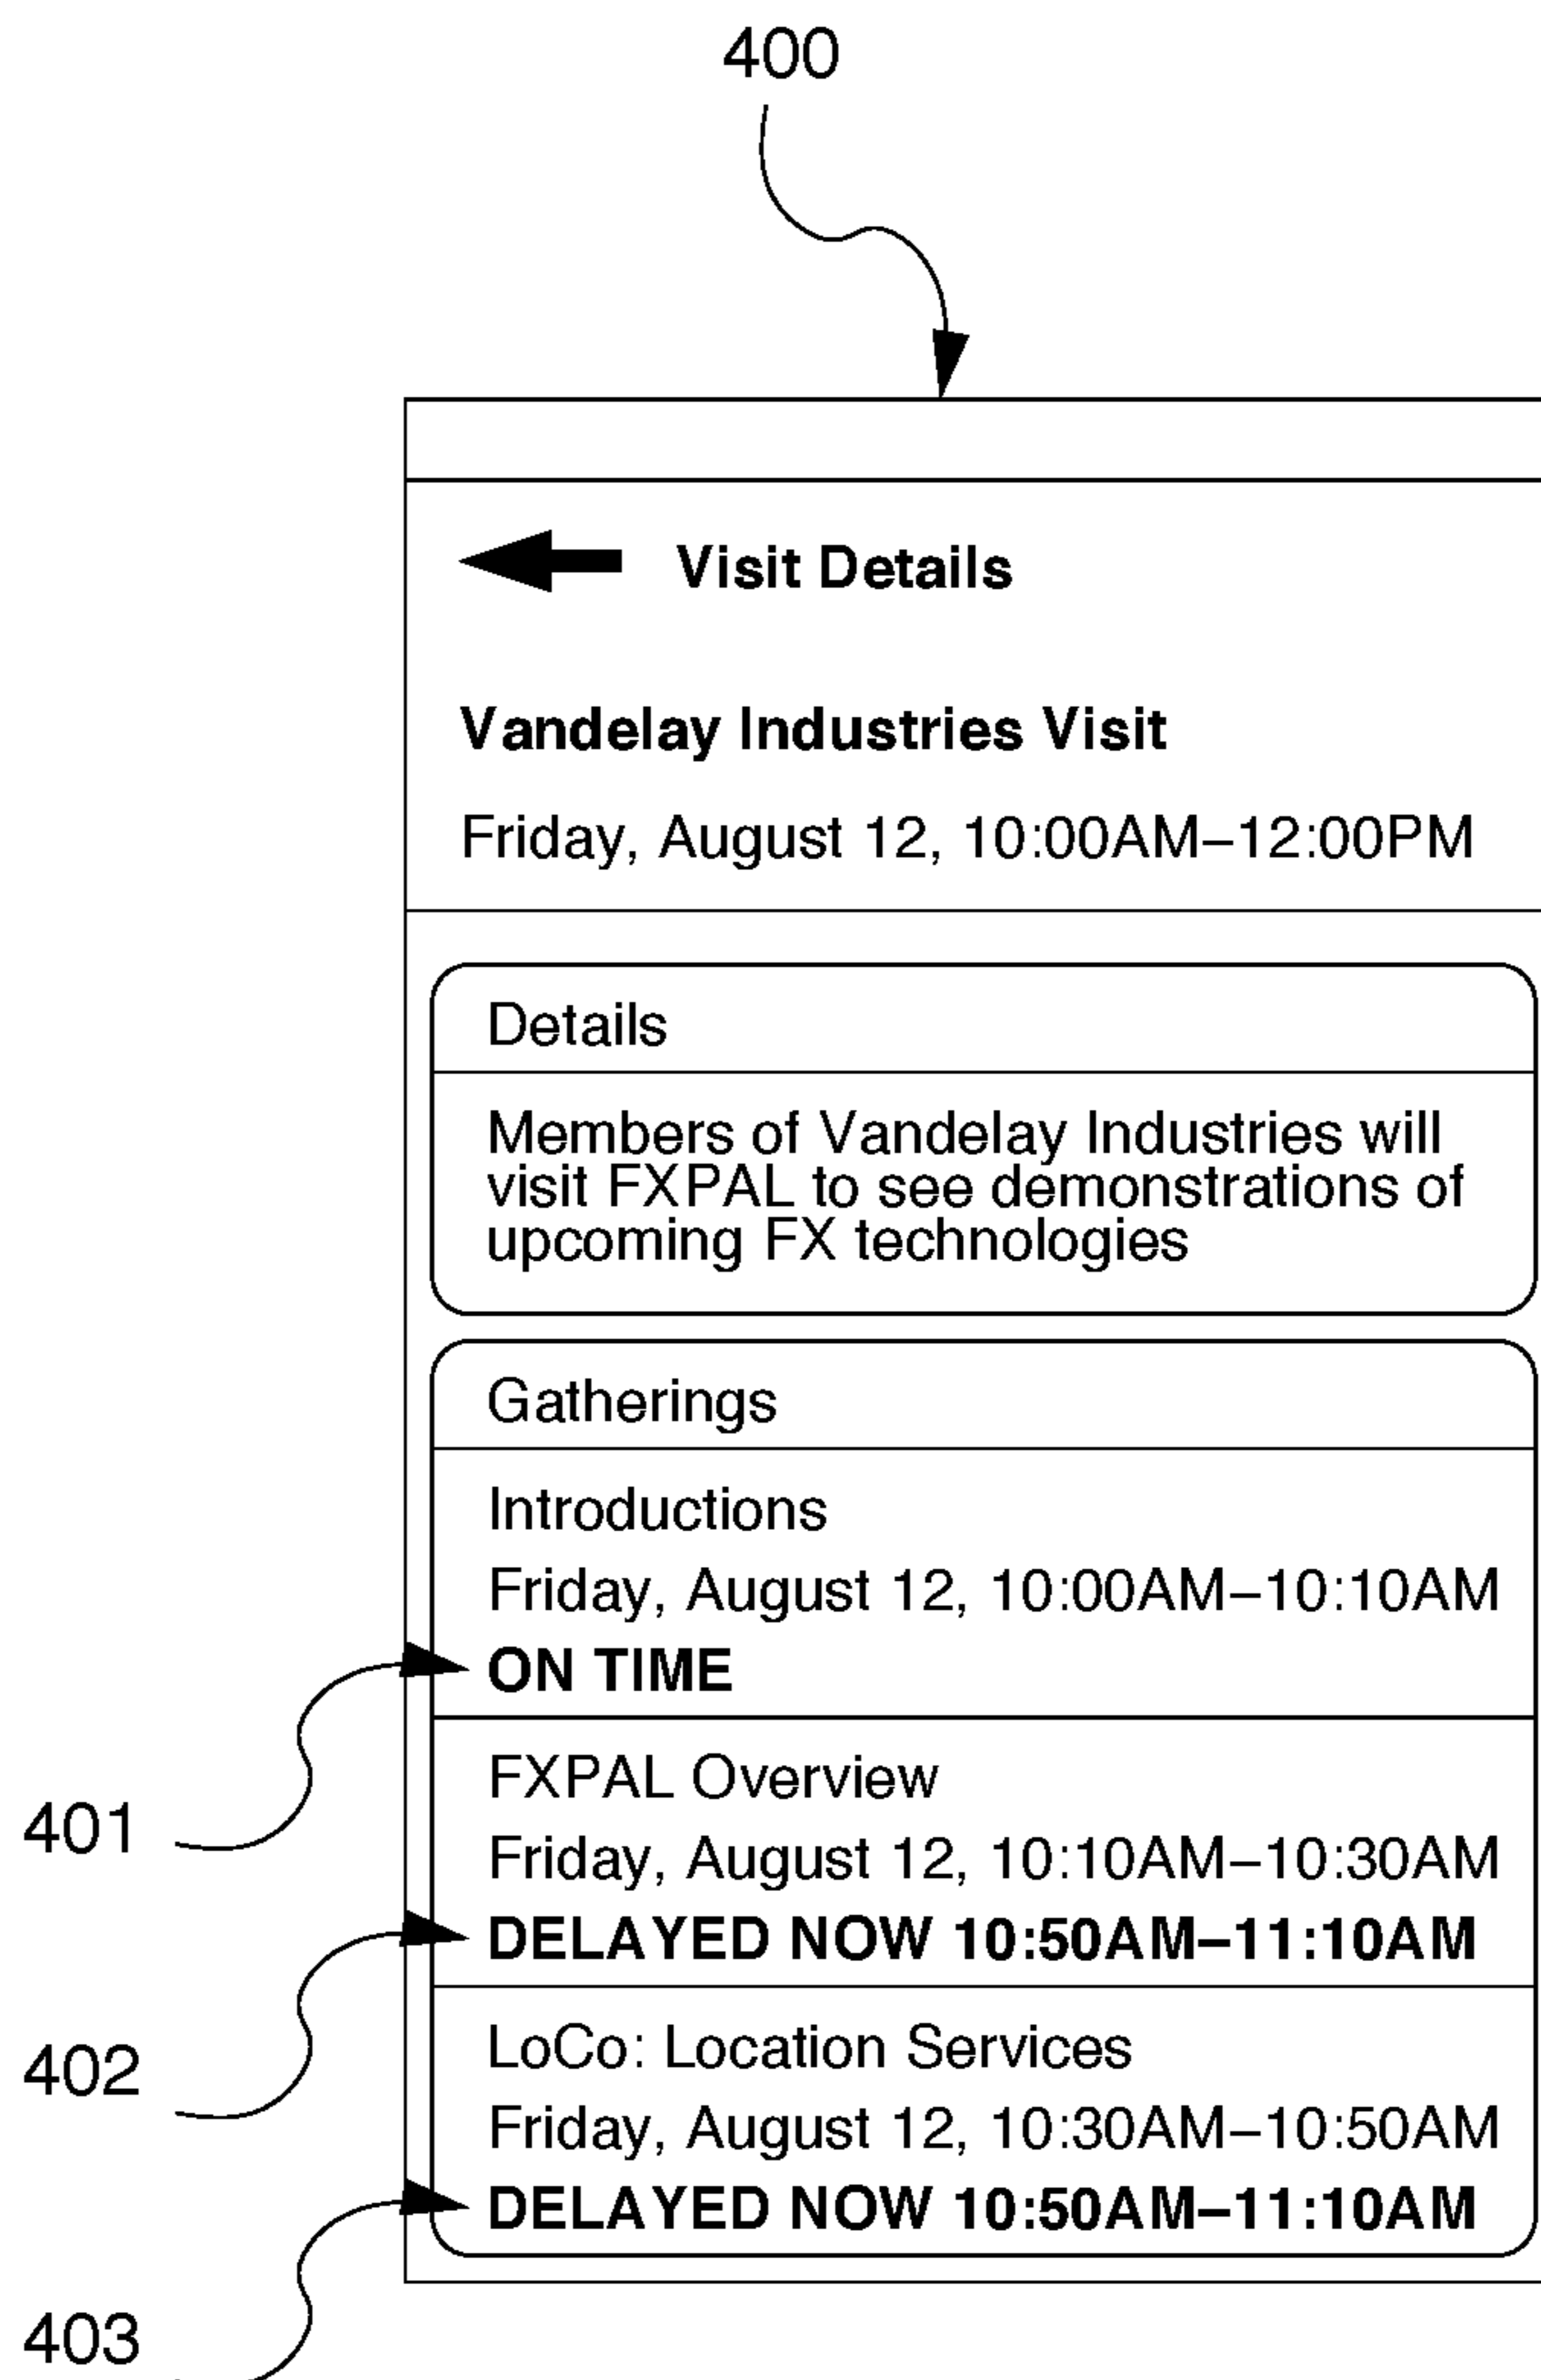 400
Visit Details
Vandelay Industries Visit
Friday, August 12, 10:00AM–12:00PM
Details
Members of Vandelay Industries will
visit FXPAL to see demonstrations of
upcoming FX technologies
Gatherings
Introductions
Friday, August 12, 10:00AM–10:10AM
ON TIME
401
FXPAL Overview
Friday, August 12, 10:10AM–10:30AM
DELAYED NOW 10:50AM–11:10AM
402
LoCo: Location Services
Friday, August 12, 10:30AM–10:50AM
DELAYED NOW 10:50AM–11:10AM
403